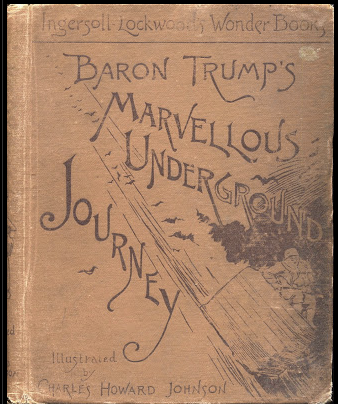 Ingersoll Lockwood's Wonder Books
BARON TRUMP'S
MARVELLOUS
UNDERGROUND
JOURNEY
Illustrated
by
CHARLES HOWARD JOHNSON